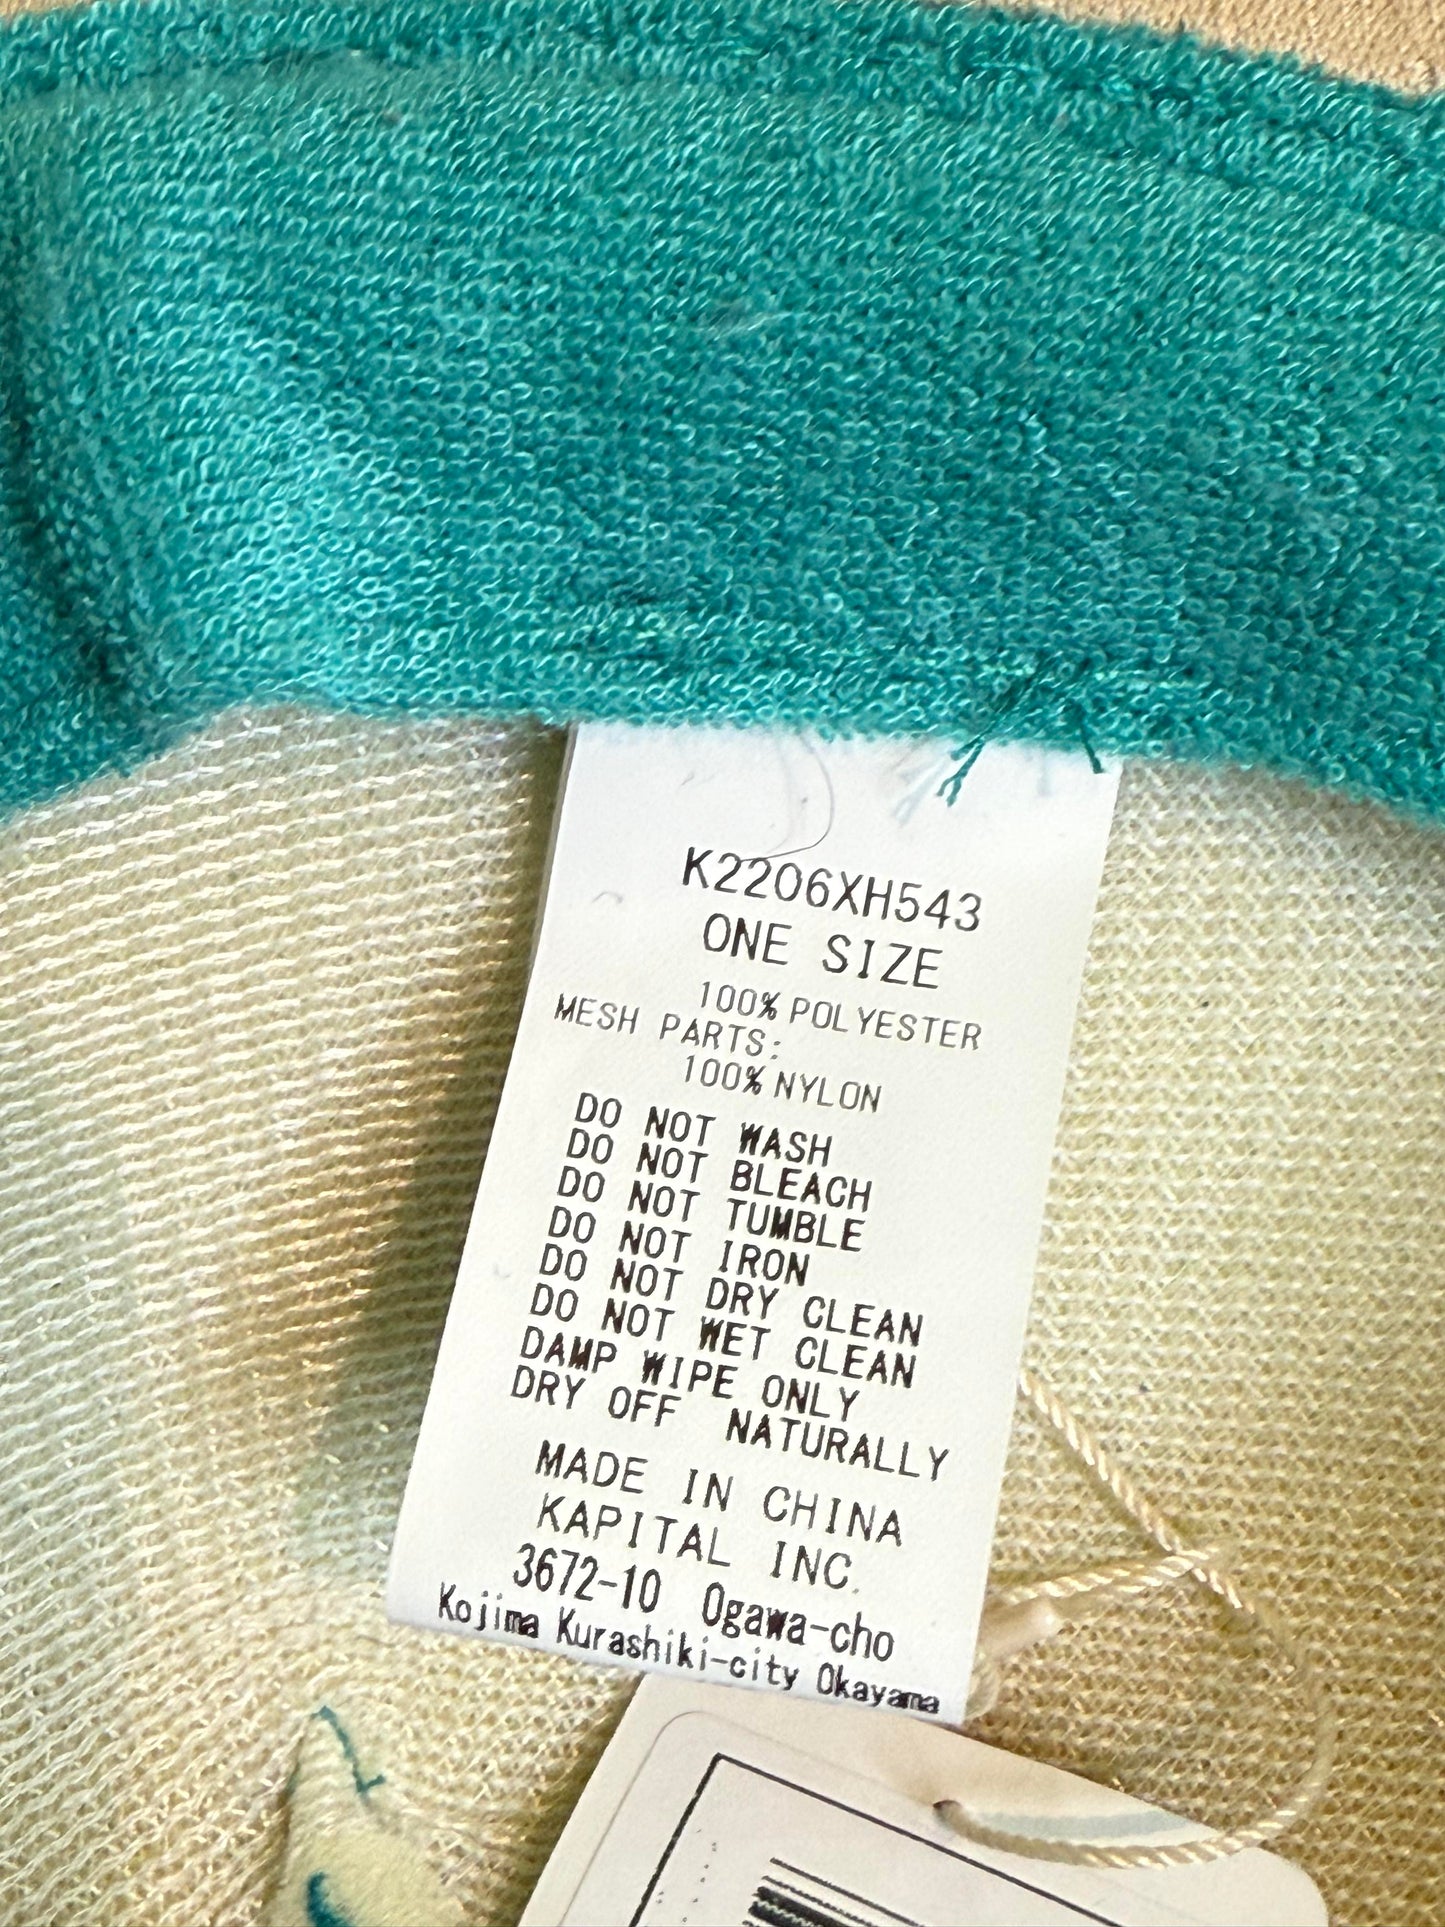 K2206XH543
ONE SIZE
100% POLYESTER
MESH PARTS:
100% NYLON
DO NOT WASH
DO NOT BLEACH
DO NOT TUMBLE
DO NOT IRON
DO NOT DRY CLEAN
DO NOT WET CLEAN
DAMP WIPE ONLY
DRY OFF NATURALLY
MADE IN CHINA
KAPITAL INC.
3672-10 Ogawa-cho
Kojima Kurashiki-city Okayama